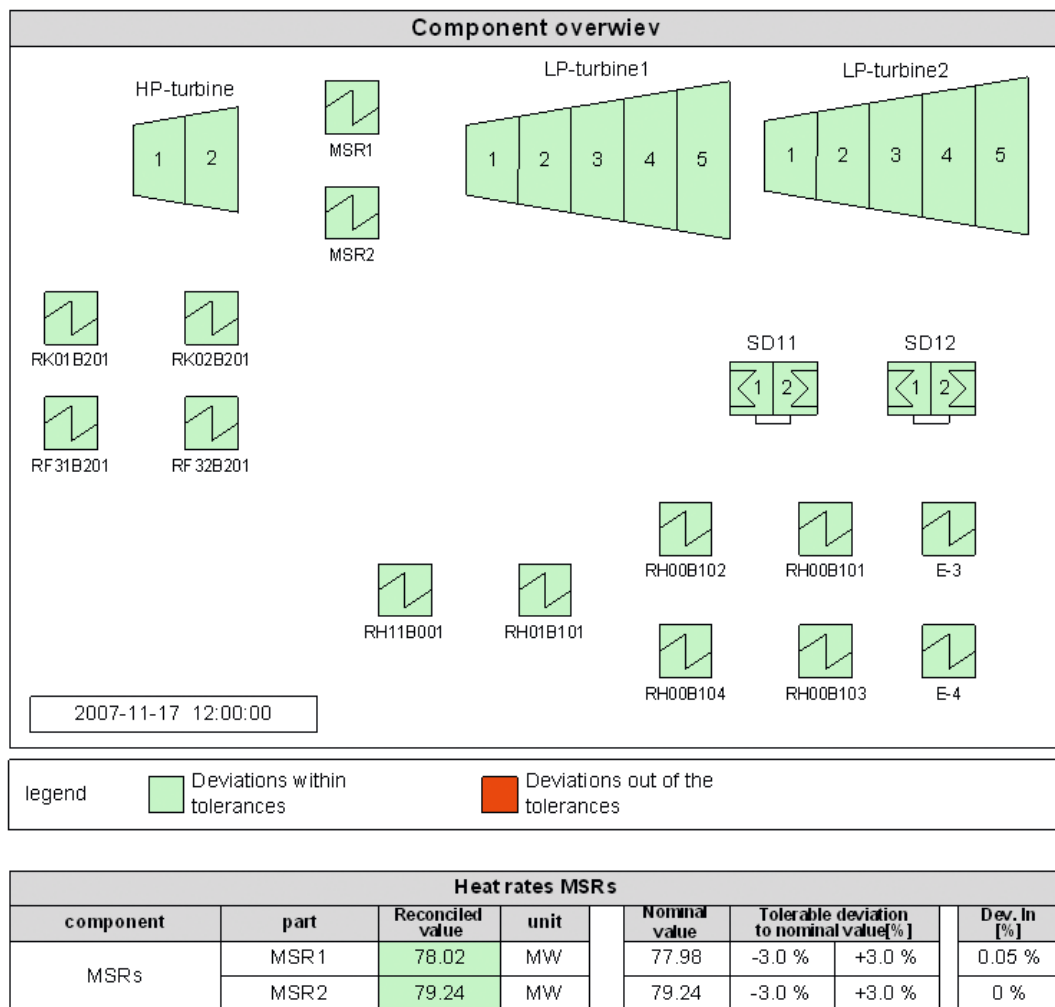 Component overwiev
HP-turbine
LP-turbine1
LP-turbine2
1 2
MSR1
1 2 3 4 5
1 2 3 4 5
MSR2
RK01B201
RK02B201
SD11
SD12
1 2
1 2
RF31B201
RF32B201
RH00B102
RH00B101
E-3
RH11B001
RH01B101
RH00B104
RH00B103
E-4
2007-11-17 12:00:00
legend
Deviations within
tolerances
Deviations out of the
tolerances
Heat rates MSRs
component part Reconciled value unit Nominal value Tolerable deviation to nominal value[%] Dev. In [%]
MSRs
MSR1 78.02 MW 77.98 -3.0 % +3.0 % 0.05 %
MSR2 79.24 MW 79.24 -3.0 % +3.0 % 0 %